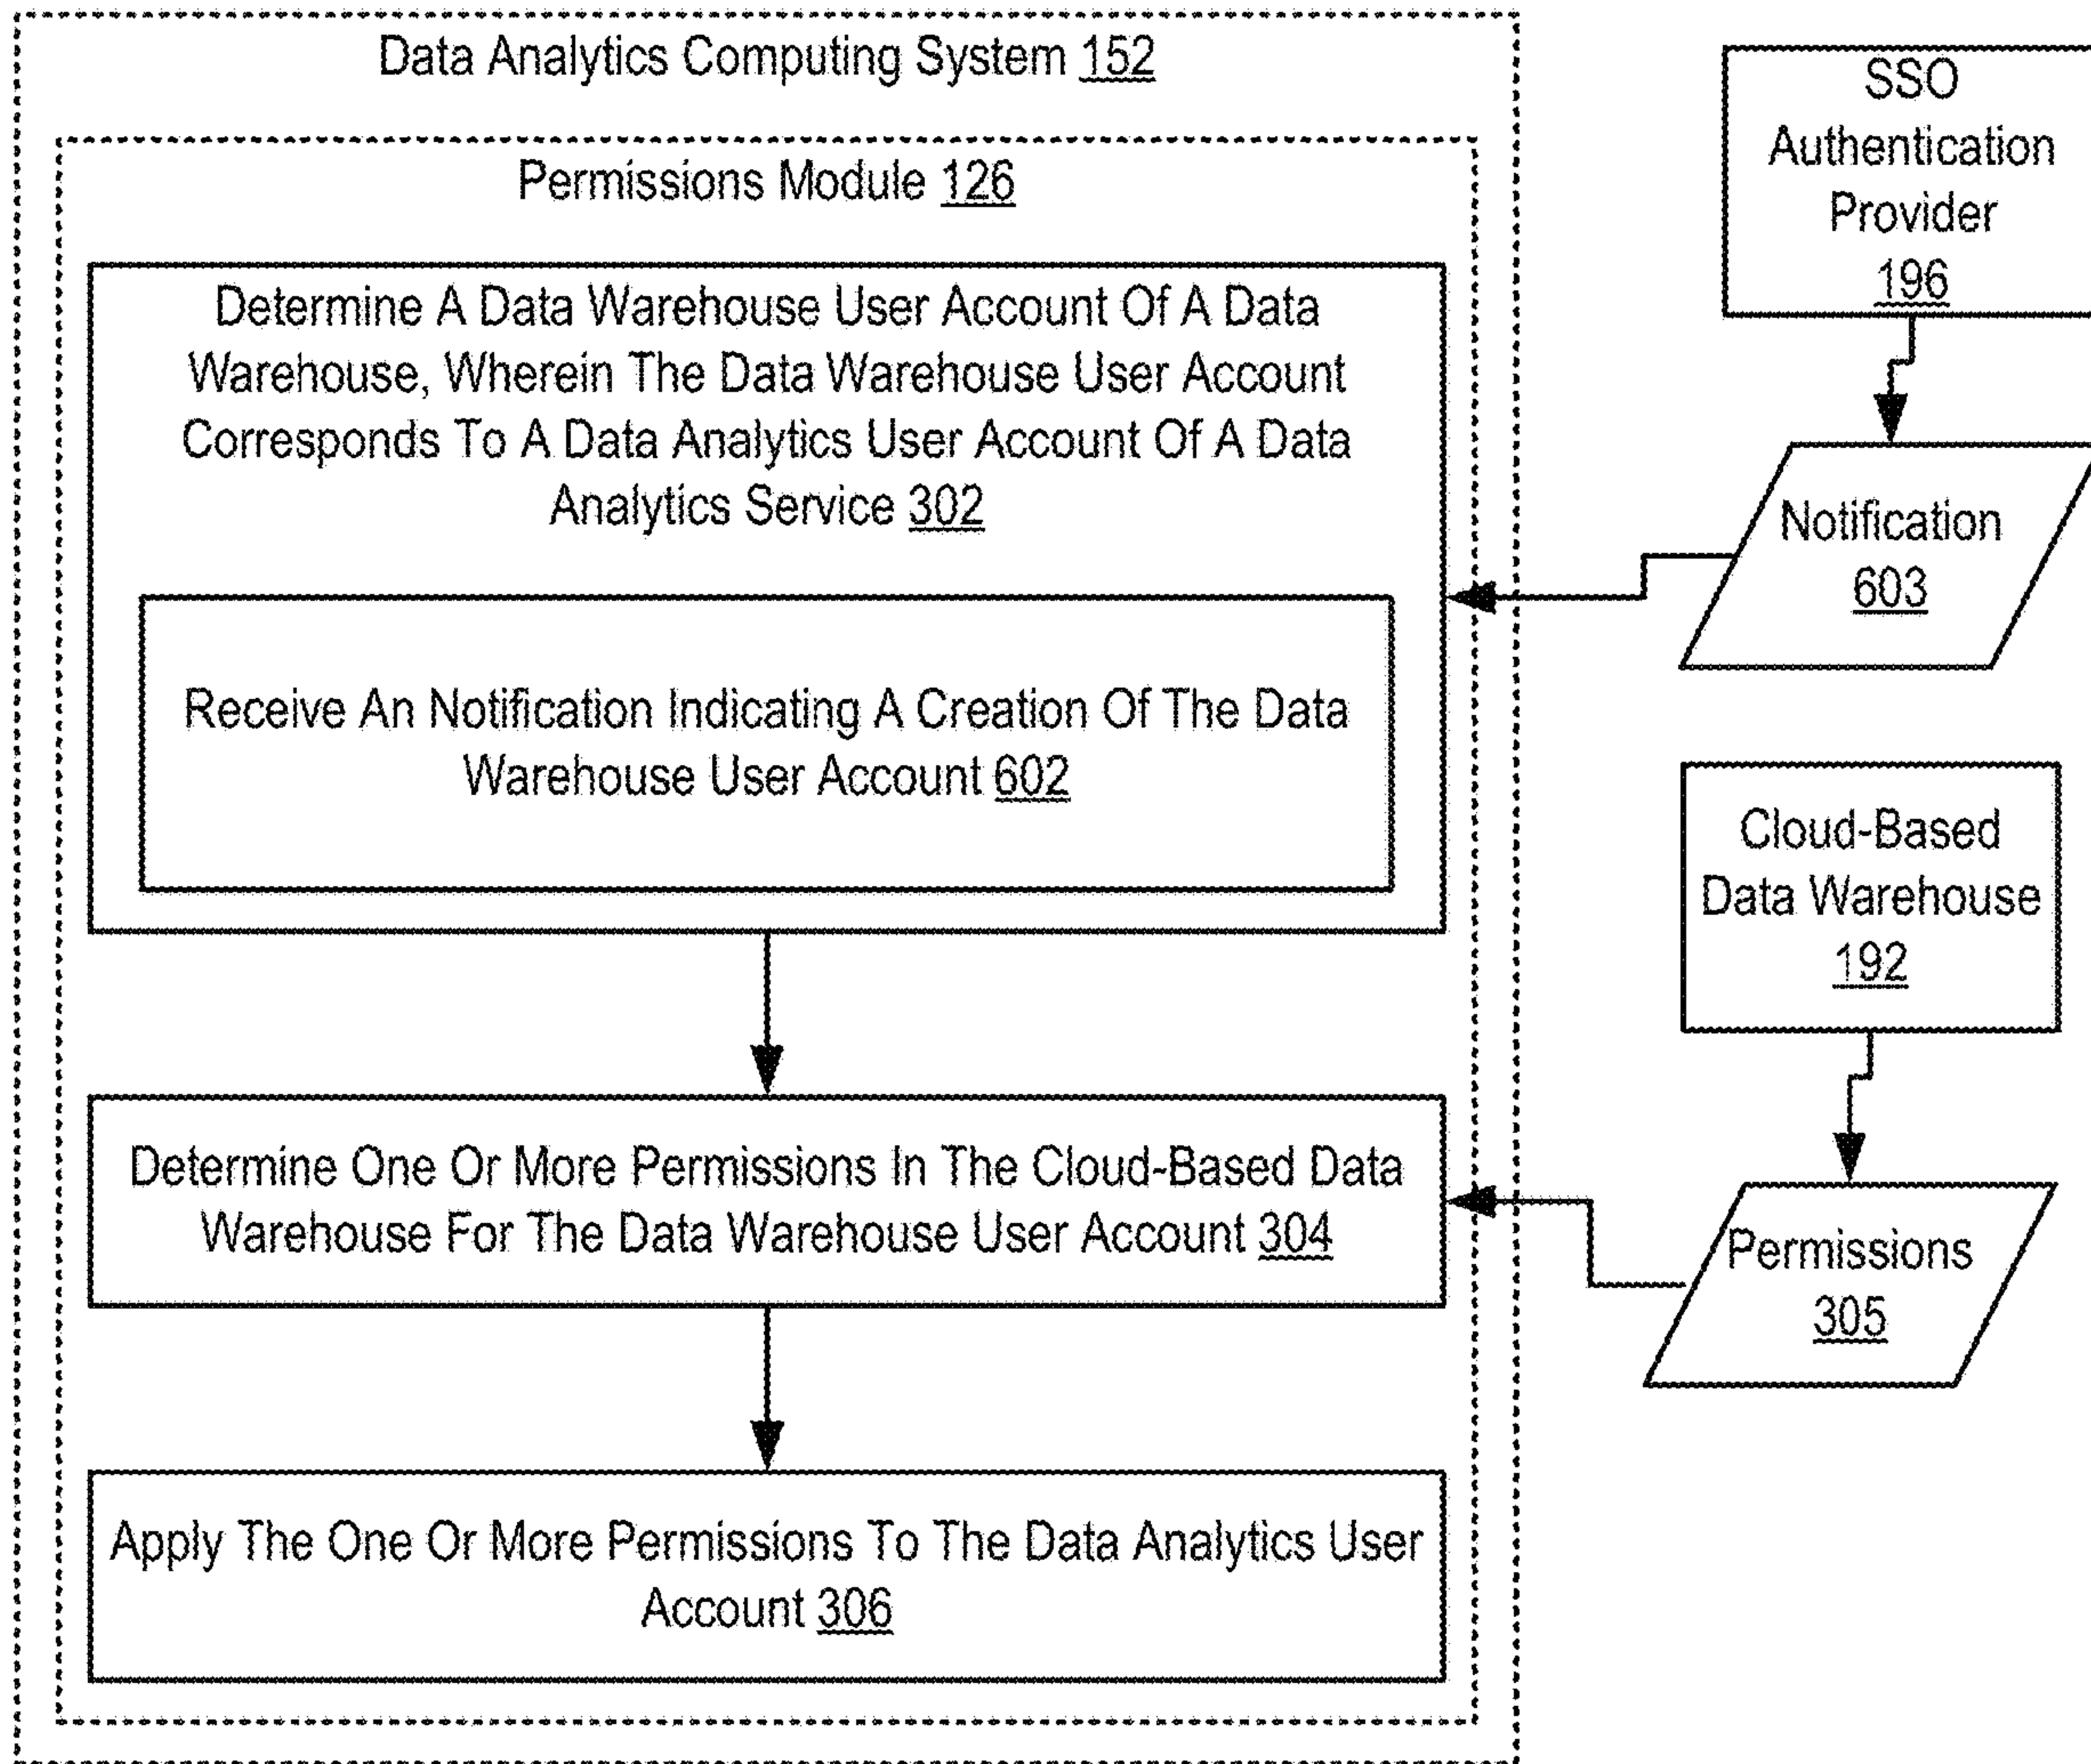 Data Analytics Computing System 152
Permissions Module 126
Determine A Data Warehouse User Account Of A Data
Warehouse, Wherein The Data Warehouse User Account
Corresponds To A Data Analytics User Account Of A Data
Analytics Service 302
Receive An Notification Indicating A Creation Of The Data
Warehouse User Account 602
Determine One Or More Permissions In The Cloud-Based Data
Warehouse For The Data Warehouse User Account 304
Apply The One Or More Permissions To The Data Analytics User
Account 306
SSO
Authentication
Provider
196
Notification
603
Cloud-Based
Data Warehouse
192
Permissions
305